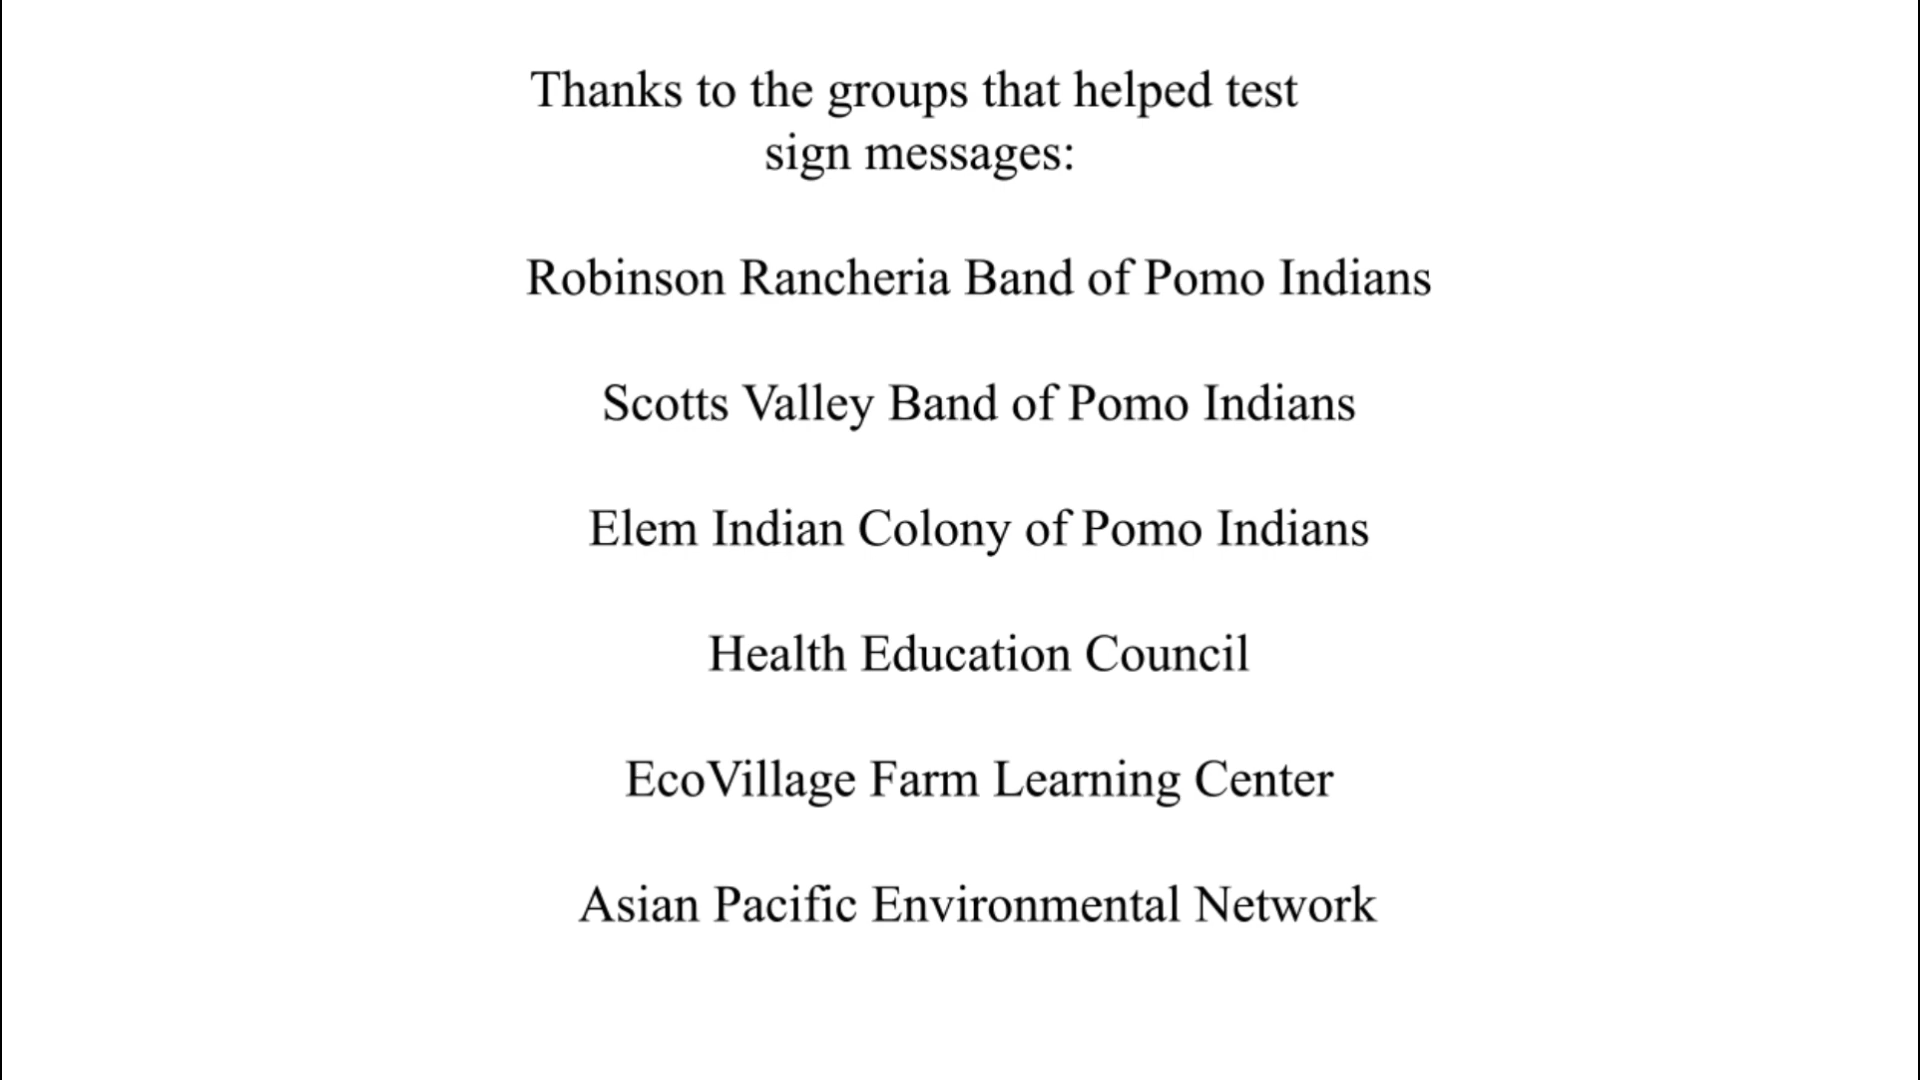 Thanks to the groups that helped test
sign messages:
Robinson Rancheria Band of Pomo Indians
Scotts Valley Band of Pomo Indians
Elem Indian Colony of Pomo Indians
Health Education Council
EcoVillage Farm Learning Center
Asian Pacific Environmental Network